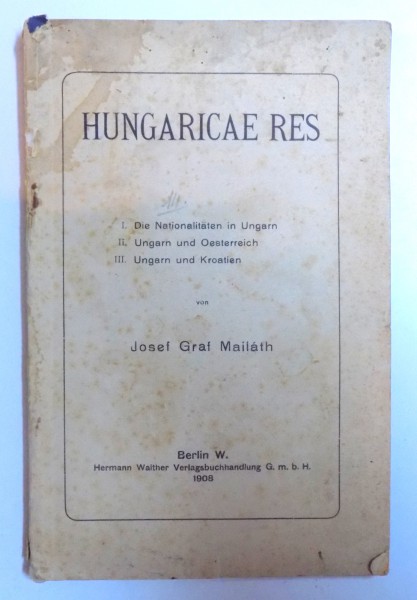 HUNGARICAE RES
I. Die Nationalitäten in Ungarn
II. Ungarn und Oesterreich
III. Ungarn und Kroatien
von
Josef Graf Mailáth
Berlin W.
Hermann Walther Verlagsbuchhandlung G. m. b. H.
1908